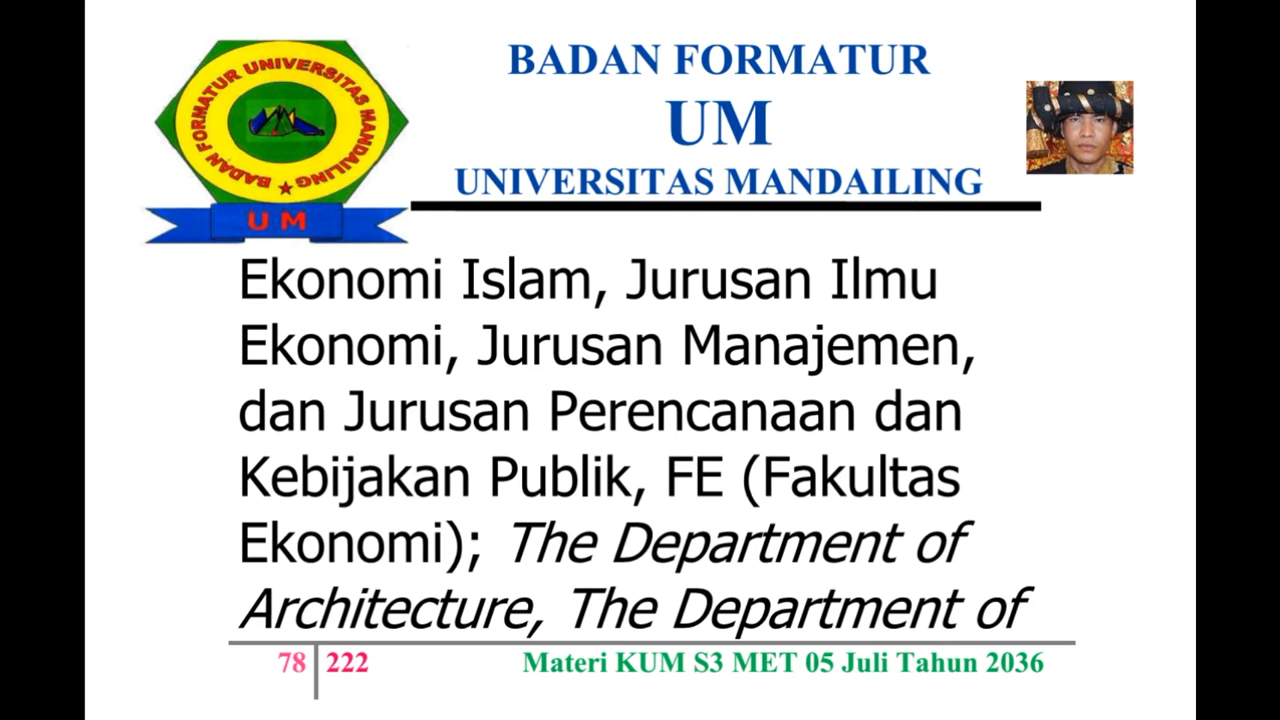 BADAN FORMATUR UNIVERSITAS MANDAILING
U M
BADAN FORMATUR
UM
UNIVERSITAS MANDAILING
Ekonomi Islam, Jurusan Ilmu
Ekonomi, Jurusan Manajemen,
dan Jurusan Perencanaan dan
Kebijakan Publik, FE (Fakultas
Ekonomi); The Department of
Architecture, The Department of
78 222 Materi KUM S3 MET 05 Juli Tahun 2036